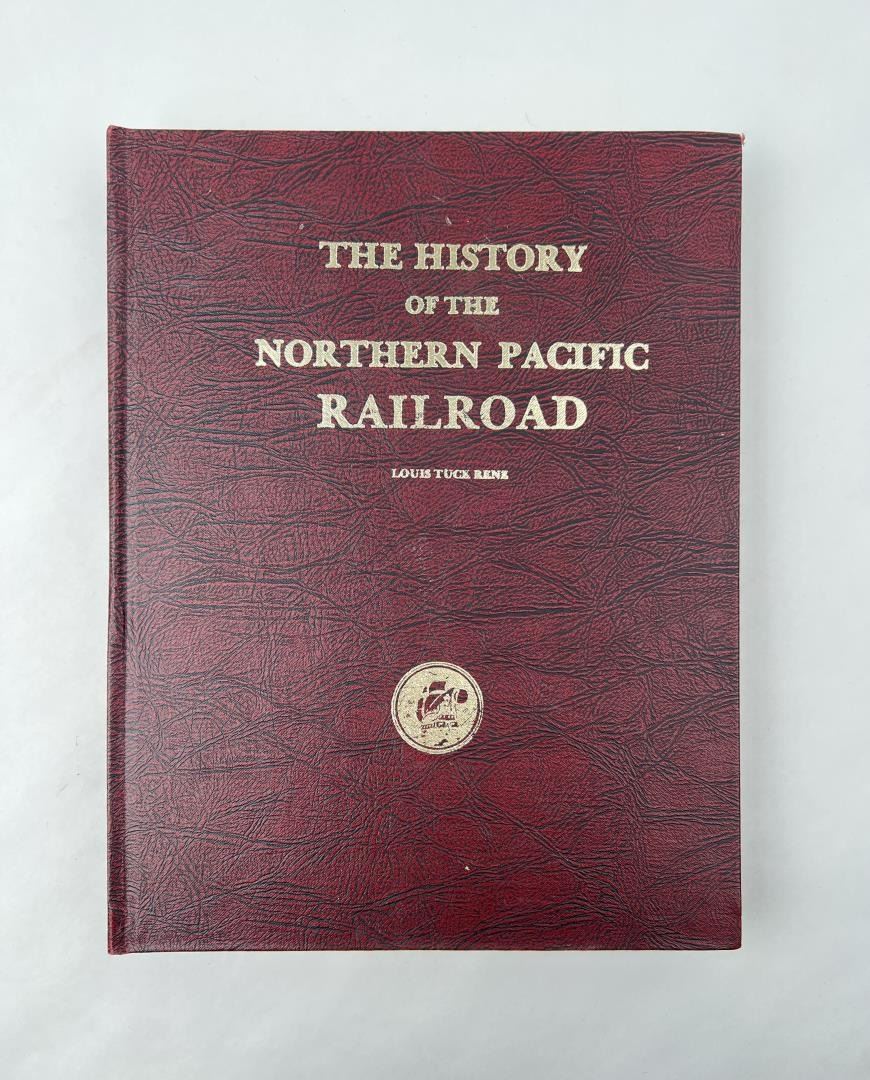 THE HISTORY
OF THE
NORTHERN PACIFIC
RAILROAD
LOUIS TUCK RENZ